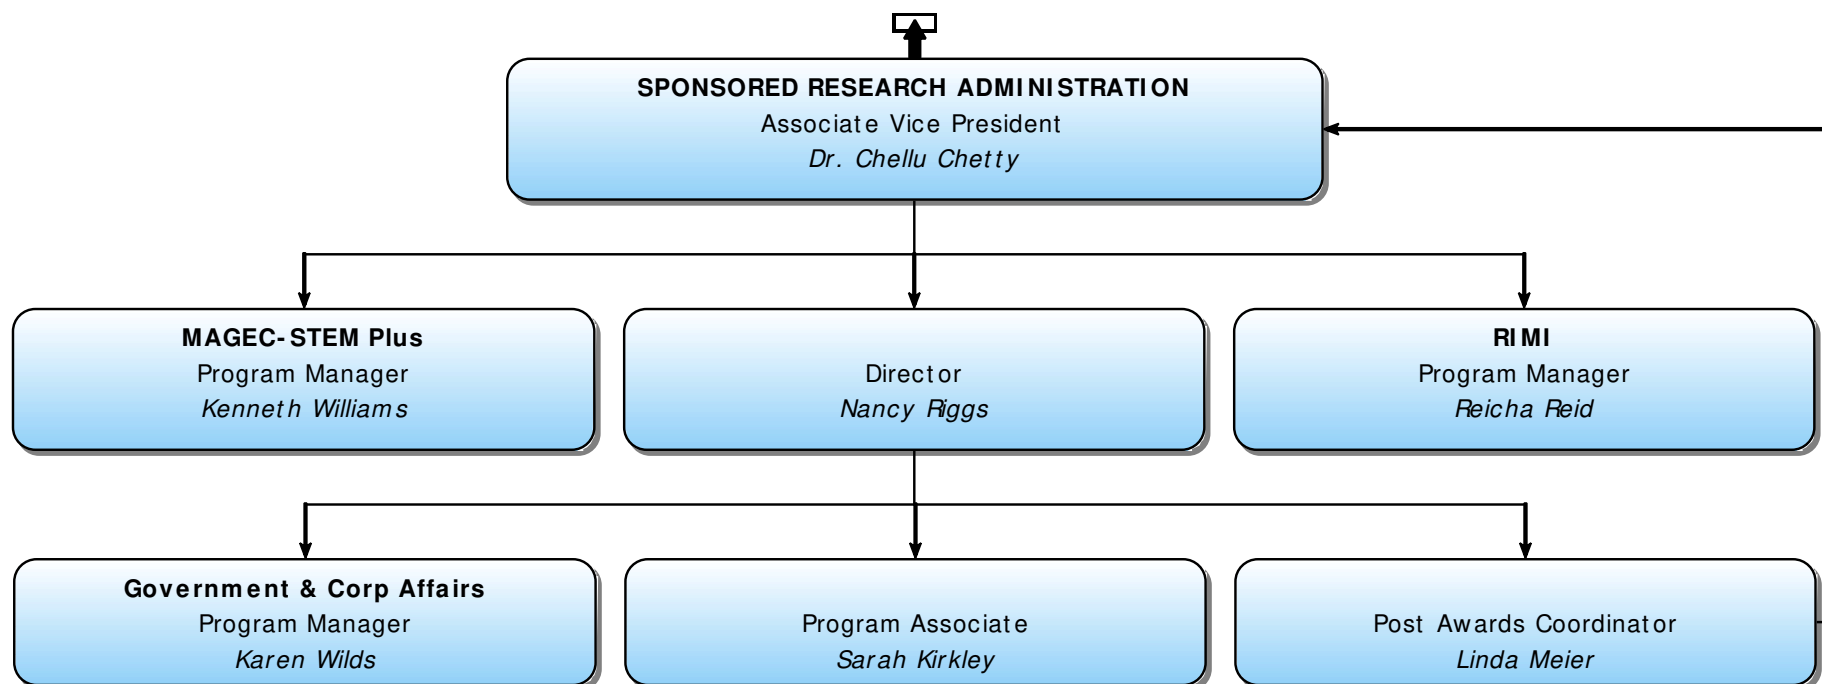 SPONSORED RESEARCH ADMINISTRATION
Associate Vice President
Dr. Chellu Chetty
MAGEC-STEM Plus
Program Manager
Kenneth Williams
Director
Nancy Riggs
RIMI
Program Manager
Reicha Reid
Government & Corp Affairs
Program Manager
Karen Wilds
Program Associate
Sarah Kirkley
Post Awards Coordinator
Linda Meier